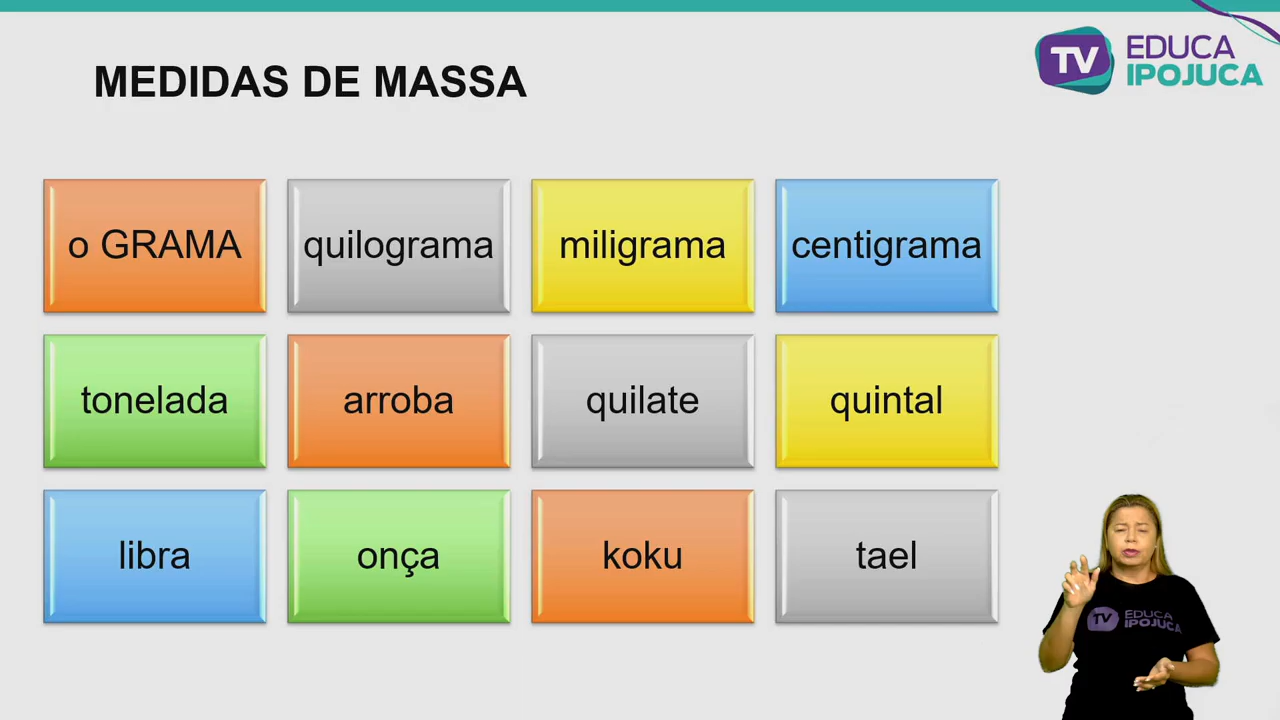 MEDIDAS DE MASSA
TV EDUCA
IPOJUCA
o GRAMA
quilograma
miligrama
centigrama
tonelada
arroba
quilate
quintal
libra
onça
koku
tael
TV EDUCA
IPOJUCA